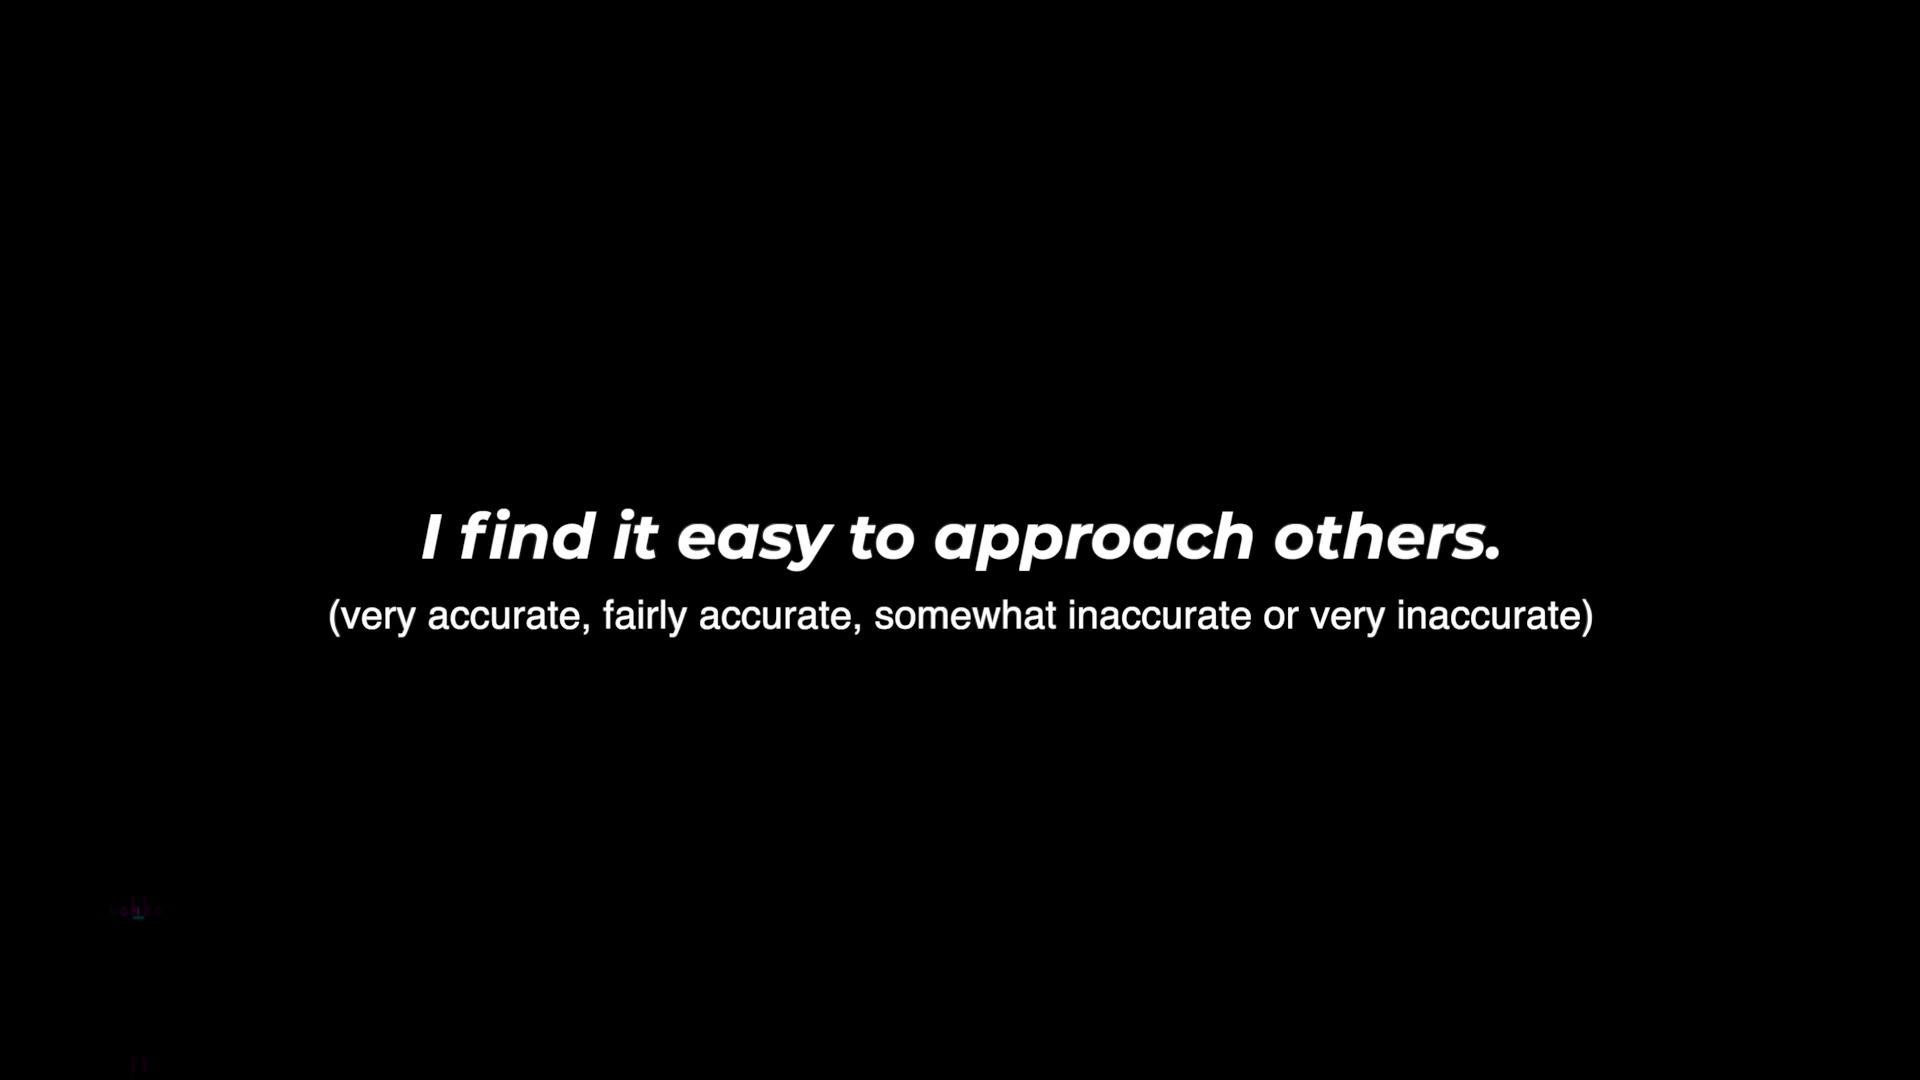 I find it easy to approach others.
(very accurate, fairly accurate, somewhat inaccurate or very inaccurate)